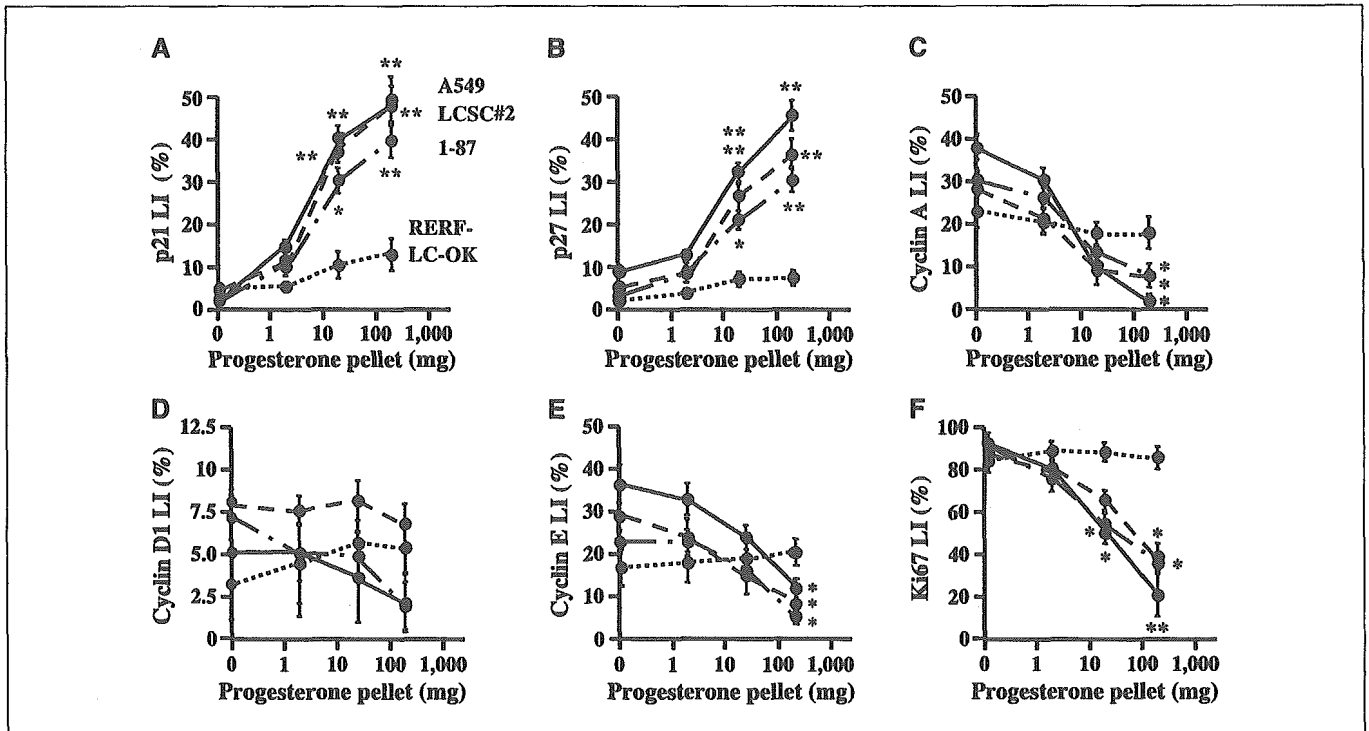 A
p21 LI (%)
50
40
30
20
10
0
**
**
**
**
**
*
A549
LCSC#2
1-87
RERF-
LC-OK
0 1 10 100 1,000
Progesterone pellet (mg)
B
p27 LI (%)
50
40
30
20
10
0
**
**
**
**
**
*
0 1 10 100 1,000
Progesterone pellet (mg)
C
Cyclin A LI (%)
50
40
30
20
10
0
*
*
*
0 1 10 100 1,000
Progesterone pellet (mg)
D
Cyclin D1 LI (%)
12.5
10
7.5
5.0
2.5
0
0 1 10 100 1,000
Progesterone pellet (mg)
E
Cyclin E LI (%)
50
40
30
20
10
0
*
*
*
0 1 10 100 1,000
Progesterone pellet (mg)
F
Ki67 LI (%)
100
80
60
40
20
0
*
*
*
*
**
0 1 10 100 1,000
Progesterone pellet (mg)